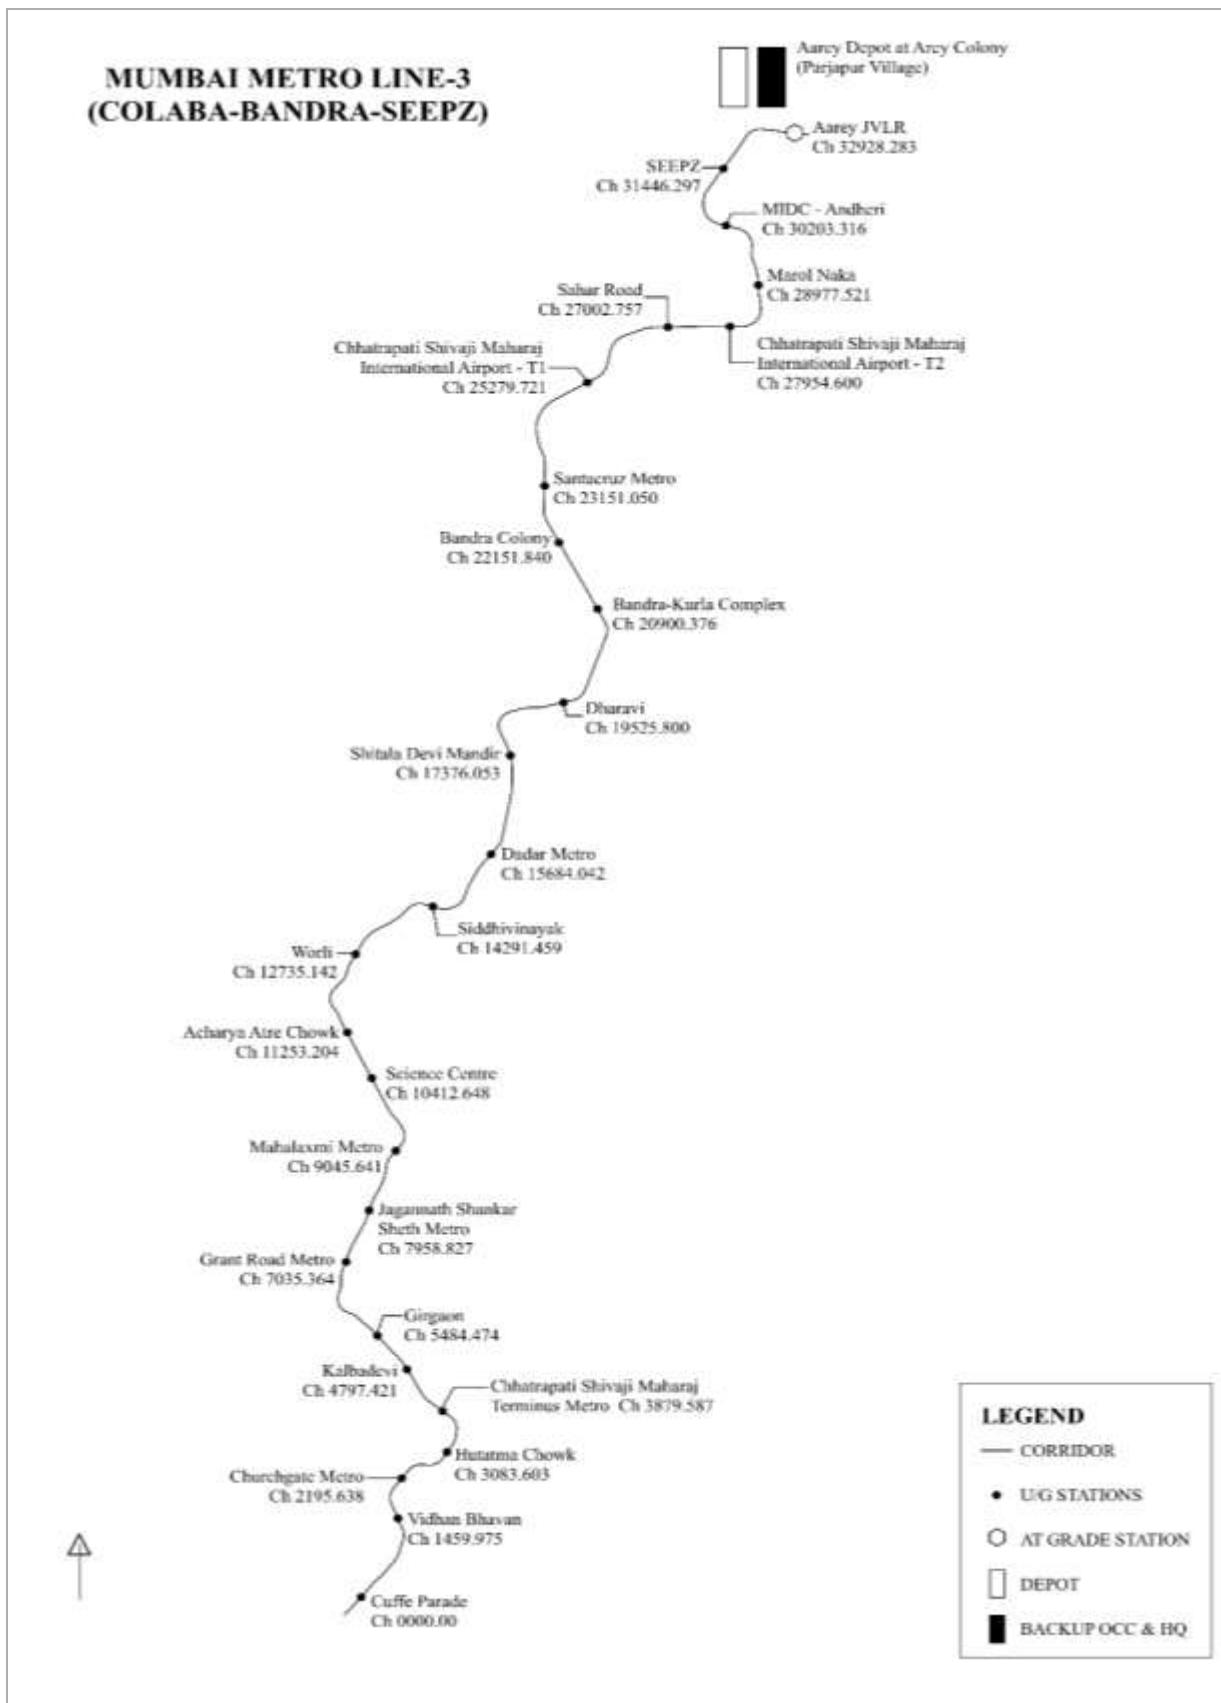 MUMBAI METRO LINE-3
(COLABA-BANDRA-SEEPZ)
Aarey Depot at Arey Colony
(Parjapur Village)
Aarey JVLR
Ch 32928.283
SEEPZ
Ch 31446.297
MIDC - Andheri
Ch 30203.316
Marol Naka
Ch 28977.521
Sahar Road
Ch 27002.757
Chhatrapati Shivaji Maharaj
International Airport - T2
Ch 27954.600
Chhatrapati Shivaji Maharaj
International Airport - T1
Ch 25279.721
Santacruz Metro
Ch 23151.050
Bandra Colony
Ch 22151.840
Bandra-Kurla Complex
Ch 20900.376
Dharavi
Ch 19525.800
Shitala Devi Mandir
Ch 17376.053
Dadar Metro
Ch 15684.042
Siddhivinayak
Ch 14291.459
Worli
Ch 12735.142
Acharya Atre Chowk
Ch 11253.204
Science Centre
Ch 10412.648
Mahalaxmi Metro
Ch 9045.641
Jagannath Shankar
Sheth Metro
Ch 7958.827
Grant Road Metro
Ch 7035.364
Girgaon
Ch 5484.474
Kalbadevi
Ch 4797.421
Chhatrapati Shivaji Maharaj
Terminus Metro Ch 3879.587
Hutatma Chowk
Ch 3083.603
Churchgate Metro
Ch 2195.638
Vidhan Bhavan
Ch 1459.975
Cuffe Parade
Ch 0000.00
LEGEND
CORRIDOR
U/G STATIONS
AT GRADE STATION
DEPOT
BACKUP OCC & HQ